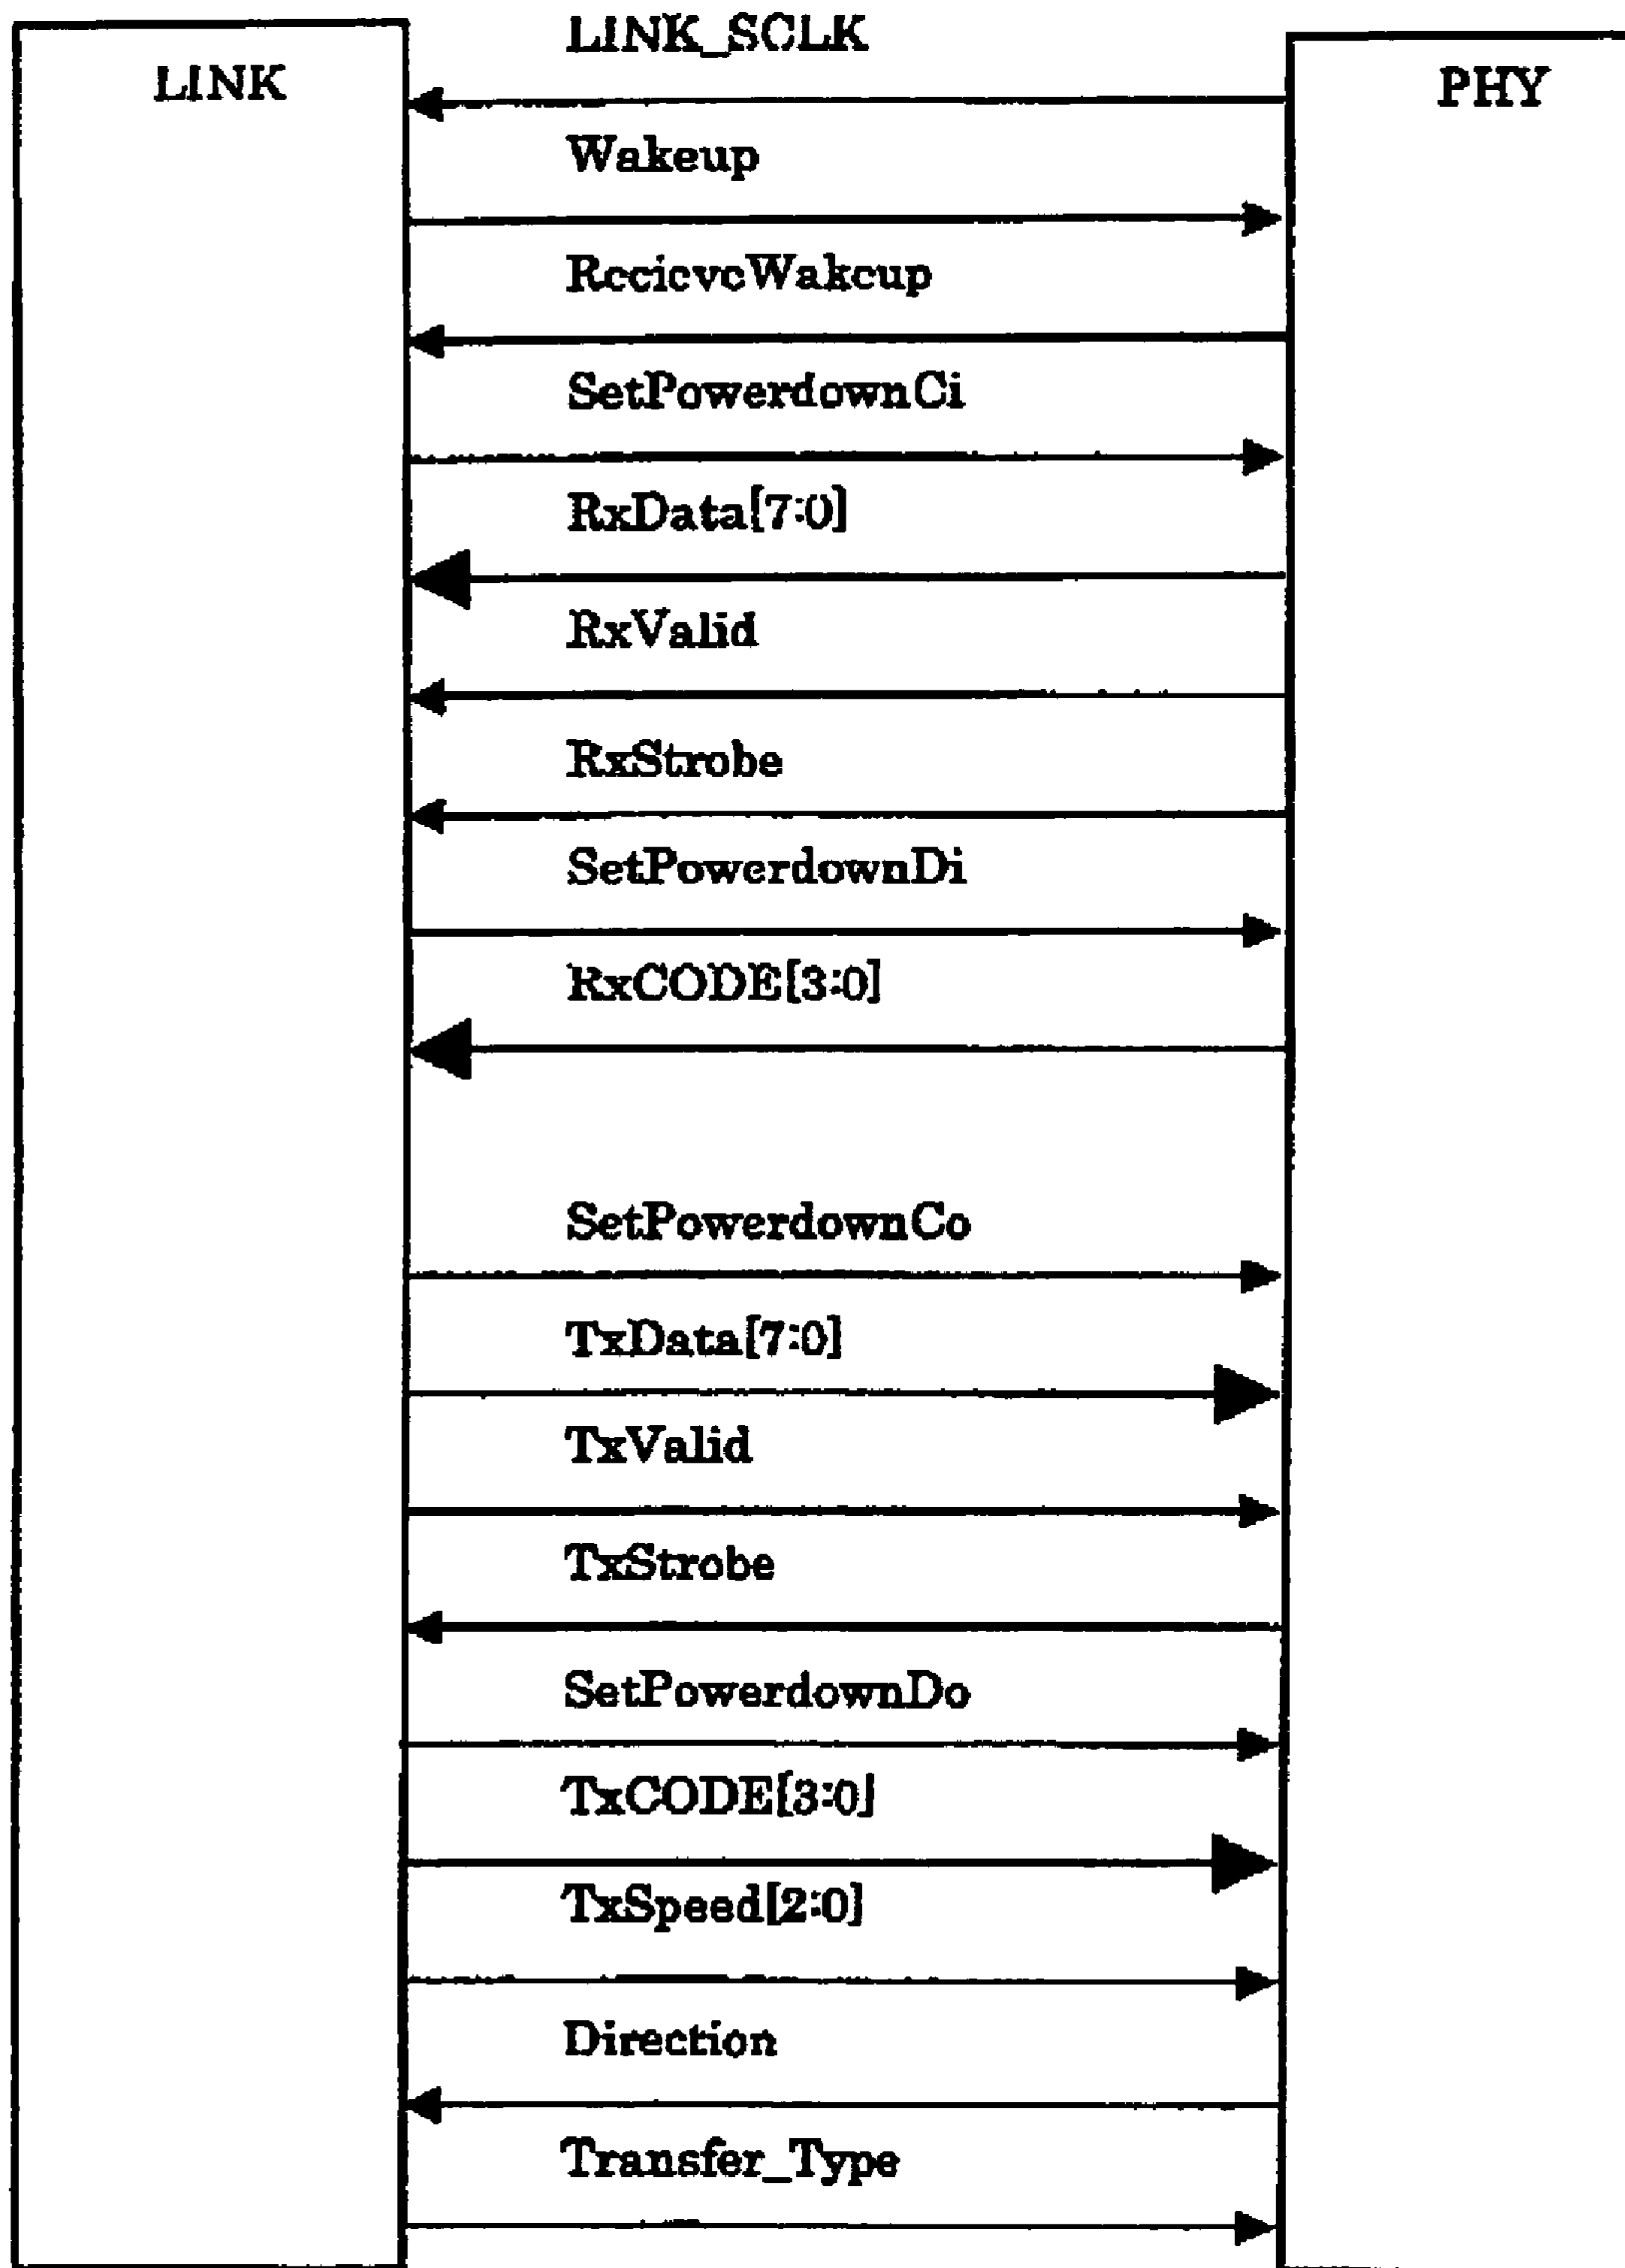 LINK_SCLK
LINK
PHY
Wakeup
RecieveWakeup
SetPowerdownCi
RxData[7:0]
RxValid
RxStrobe
SetPowerdownDi
RxCODE[3:0]
SetPowerdownCo
TxData[7:0]
TxValid
TxStrobe
SetPowerdownDo
TxCODE[3:0]
TxSpeed[2:0]
Direction
Transfer_Type